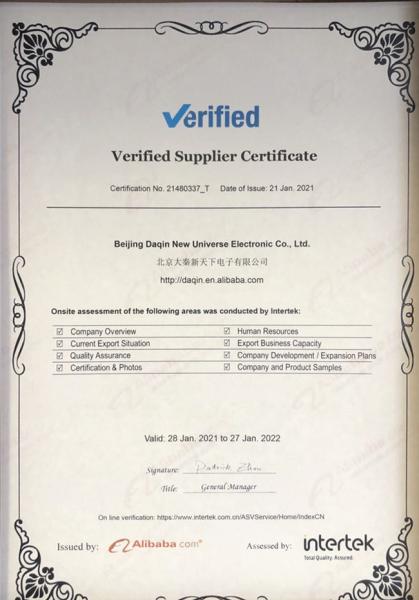 Verified
Verified Supplier Certificate
Certification No. 21480337_T Date of Issue: 21 Jan. 2021
Beijing Daqin New Universe Electronic Co., Ltd.
北京大秦新天下电子有限公司
http://daqin.en.alibaba.com
Onsite assessment of the following areas was conducted by Intertek:
☑ Company Overview ☑ Human Resources
☑ Current Export Situation ☑ Export Business Capacity
☑ Quality Assurance ☑ Company Development / Expansion Plans
☑ Certification & Photos ☑ Company and Product Samples
Valid: 28 Jan. 2021 to 27 Jan. 2022
Signature: Patrick Zhou
Title: General Manager
On line verification: https://www.intertek.com.cn/ASVService/Home/IndexCN
Issued by: Alibaba.com® Assessed by: intertek
Total Quality. Assured.